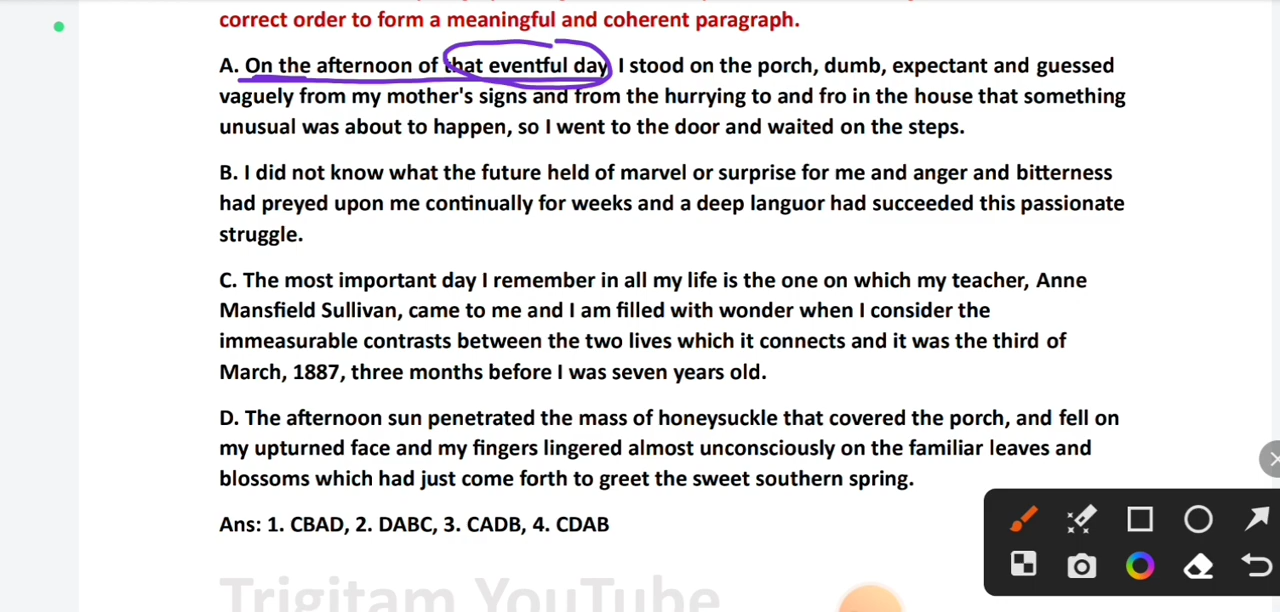 correct order to form a meaningful and coherent paragraph.
A. On the afternoon of that eventful day, I stood on the porch, dumb, expectant and guessed
vaguely from my mother's signs and from the hurrying to and fro in the house that something
unusual was about to happen, so I went to the door and waited on the steps.
B. I did not know what the future held of marvel or surprise for me and anger and bitterness
had preyed upon me continually for weeks and a deep languor had succeeded this passionate
struggle.
C. The most important day I remember in all my life is the one on which my teacher, Anne
Mansfield Sullivan, came to me and I am filled with wonder when I consider the
immeasurable contrasts between the two lives which it connects and it was the third of
March, 1887, three months before I was seven years old.
D. The afternoon sun penetrated the mass of honeysuckle that covered the porch, and fell on
my upturned face and my fingers lingered almost unconsciously on the familiar leaves and
blossoms which had just come forth to greet the sweet southern spring.
Ans: 1. CBAD, 2. DABC, 3. CADB, 4. CDAB
Trigitam YouTube